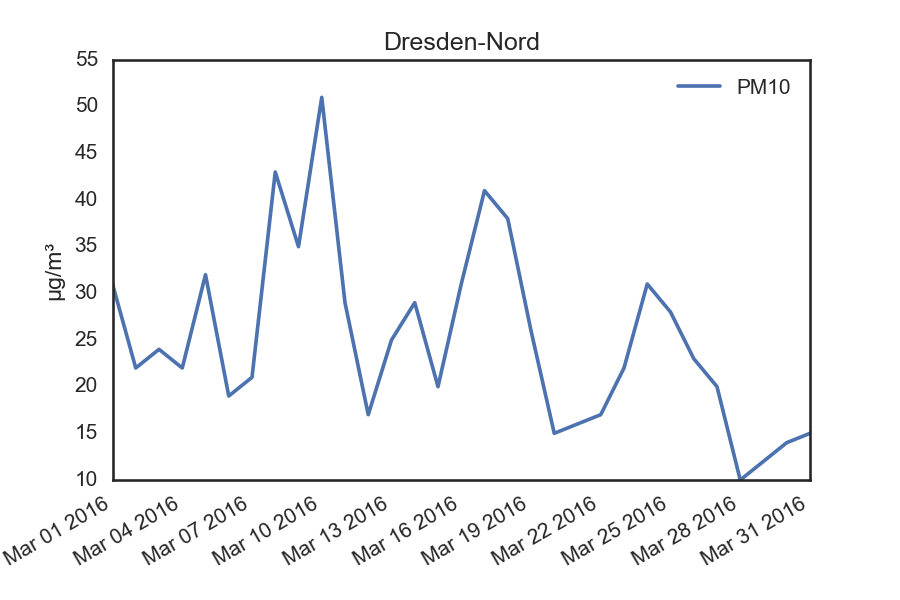 Dresden-Nord
55
50
45
40
35
30
25
20
15
10
µg/m³
PM10
Mar 01 2016
Mar 04 2016
Mar 07 2016
Mar 10 2016
Mar 13 2016
Mar 16 2016
Mar 19 2016
Mar 22 2016
Mar 25 2016
Mar 28 2016
Mar 31 2016